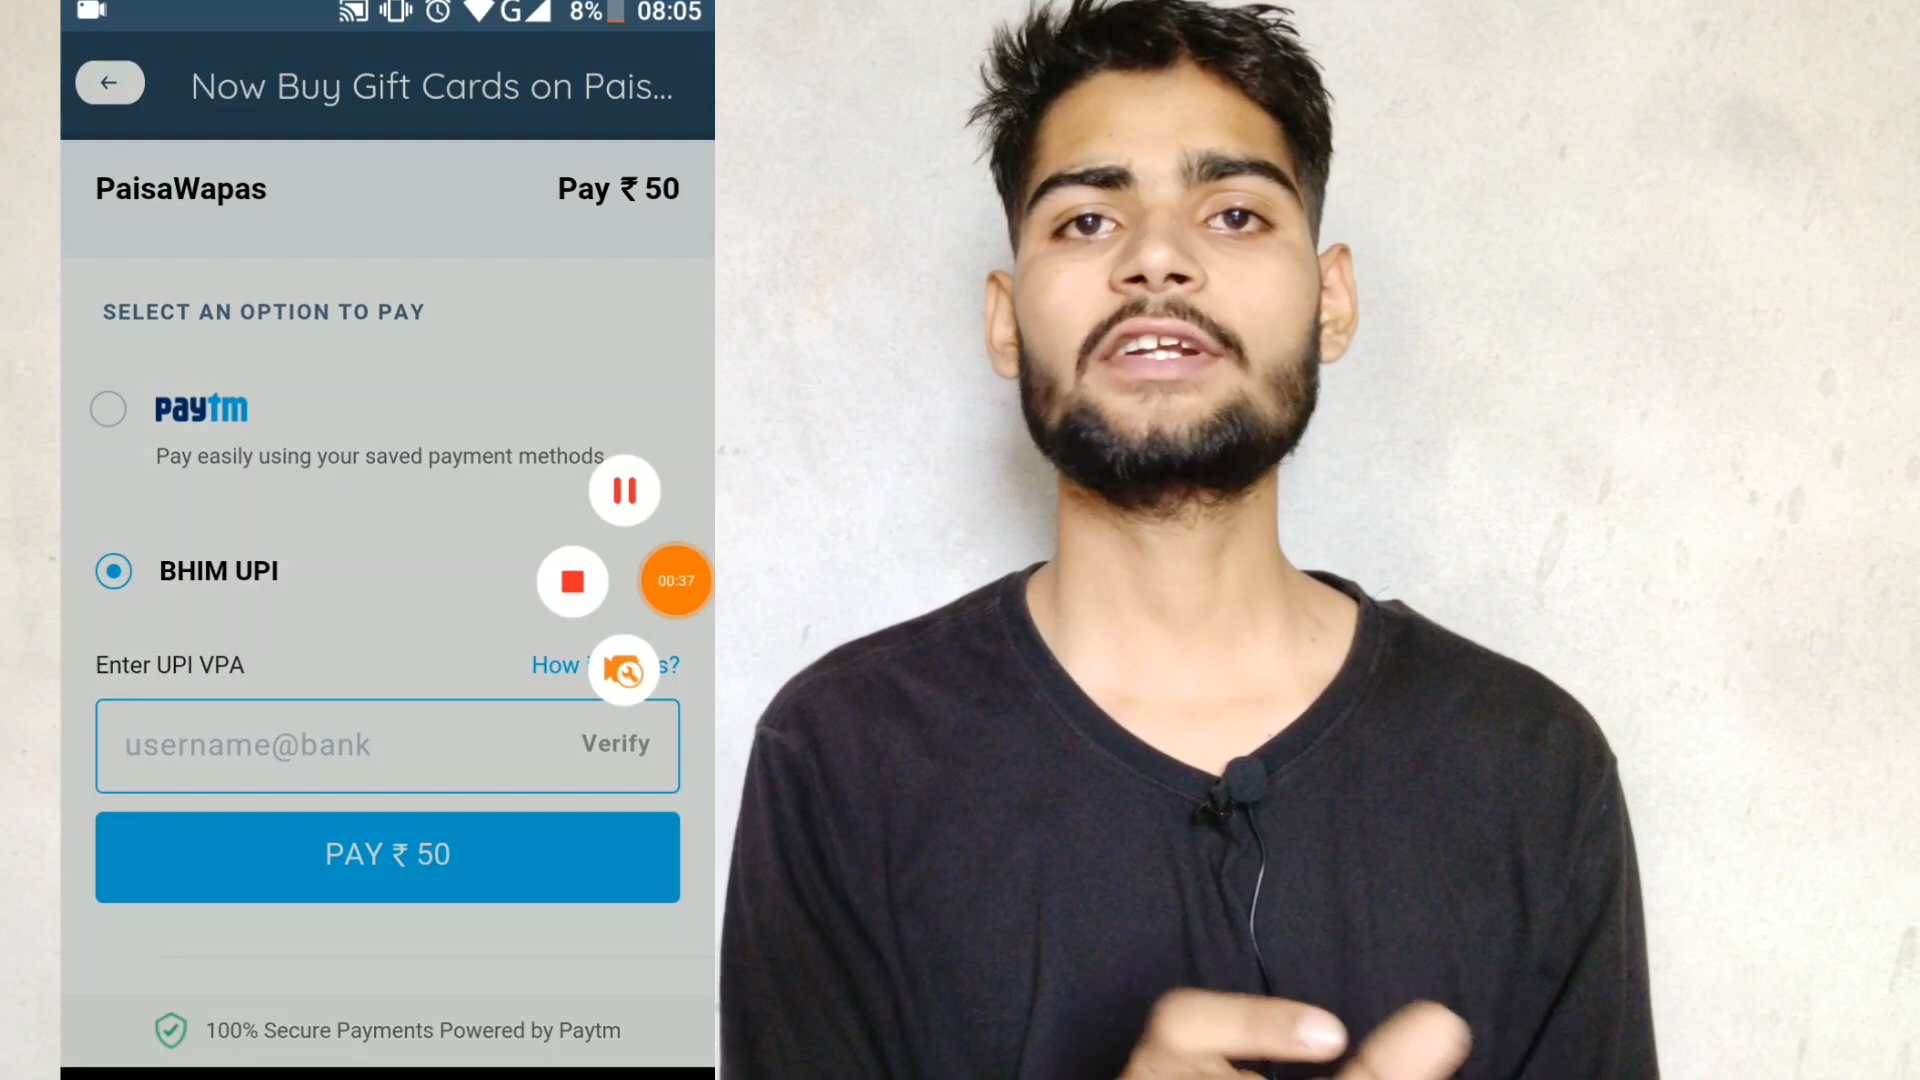 8% 08:05
Now Buy Gift Cards on Pais...
PaisaWapas Pay ₹ 50
SELECT AN OPTION TO PAY
paytm
Pay easily using your saved payment methods
BHIM UPI
00:37
Enter UPI VPA How s?
username@bank Verify
PAY ₹ 50
100% Secure Payments Powered by Paytm